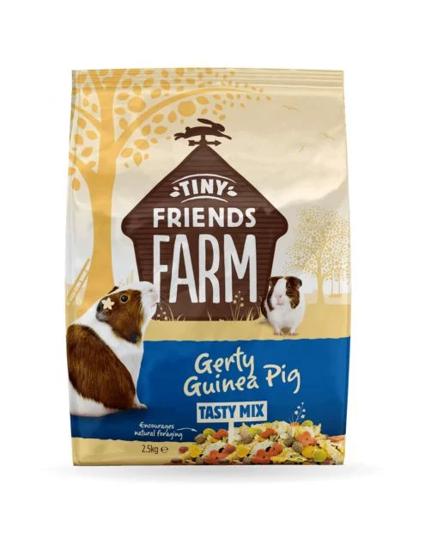 TINY
FRIENDS
FARM
Gerty
Guinea Pig
TASTY MIX
Encourages
natural foraging
2.5kg ℮